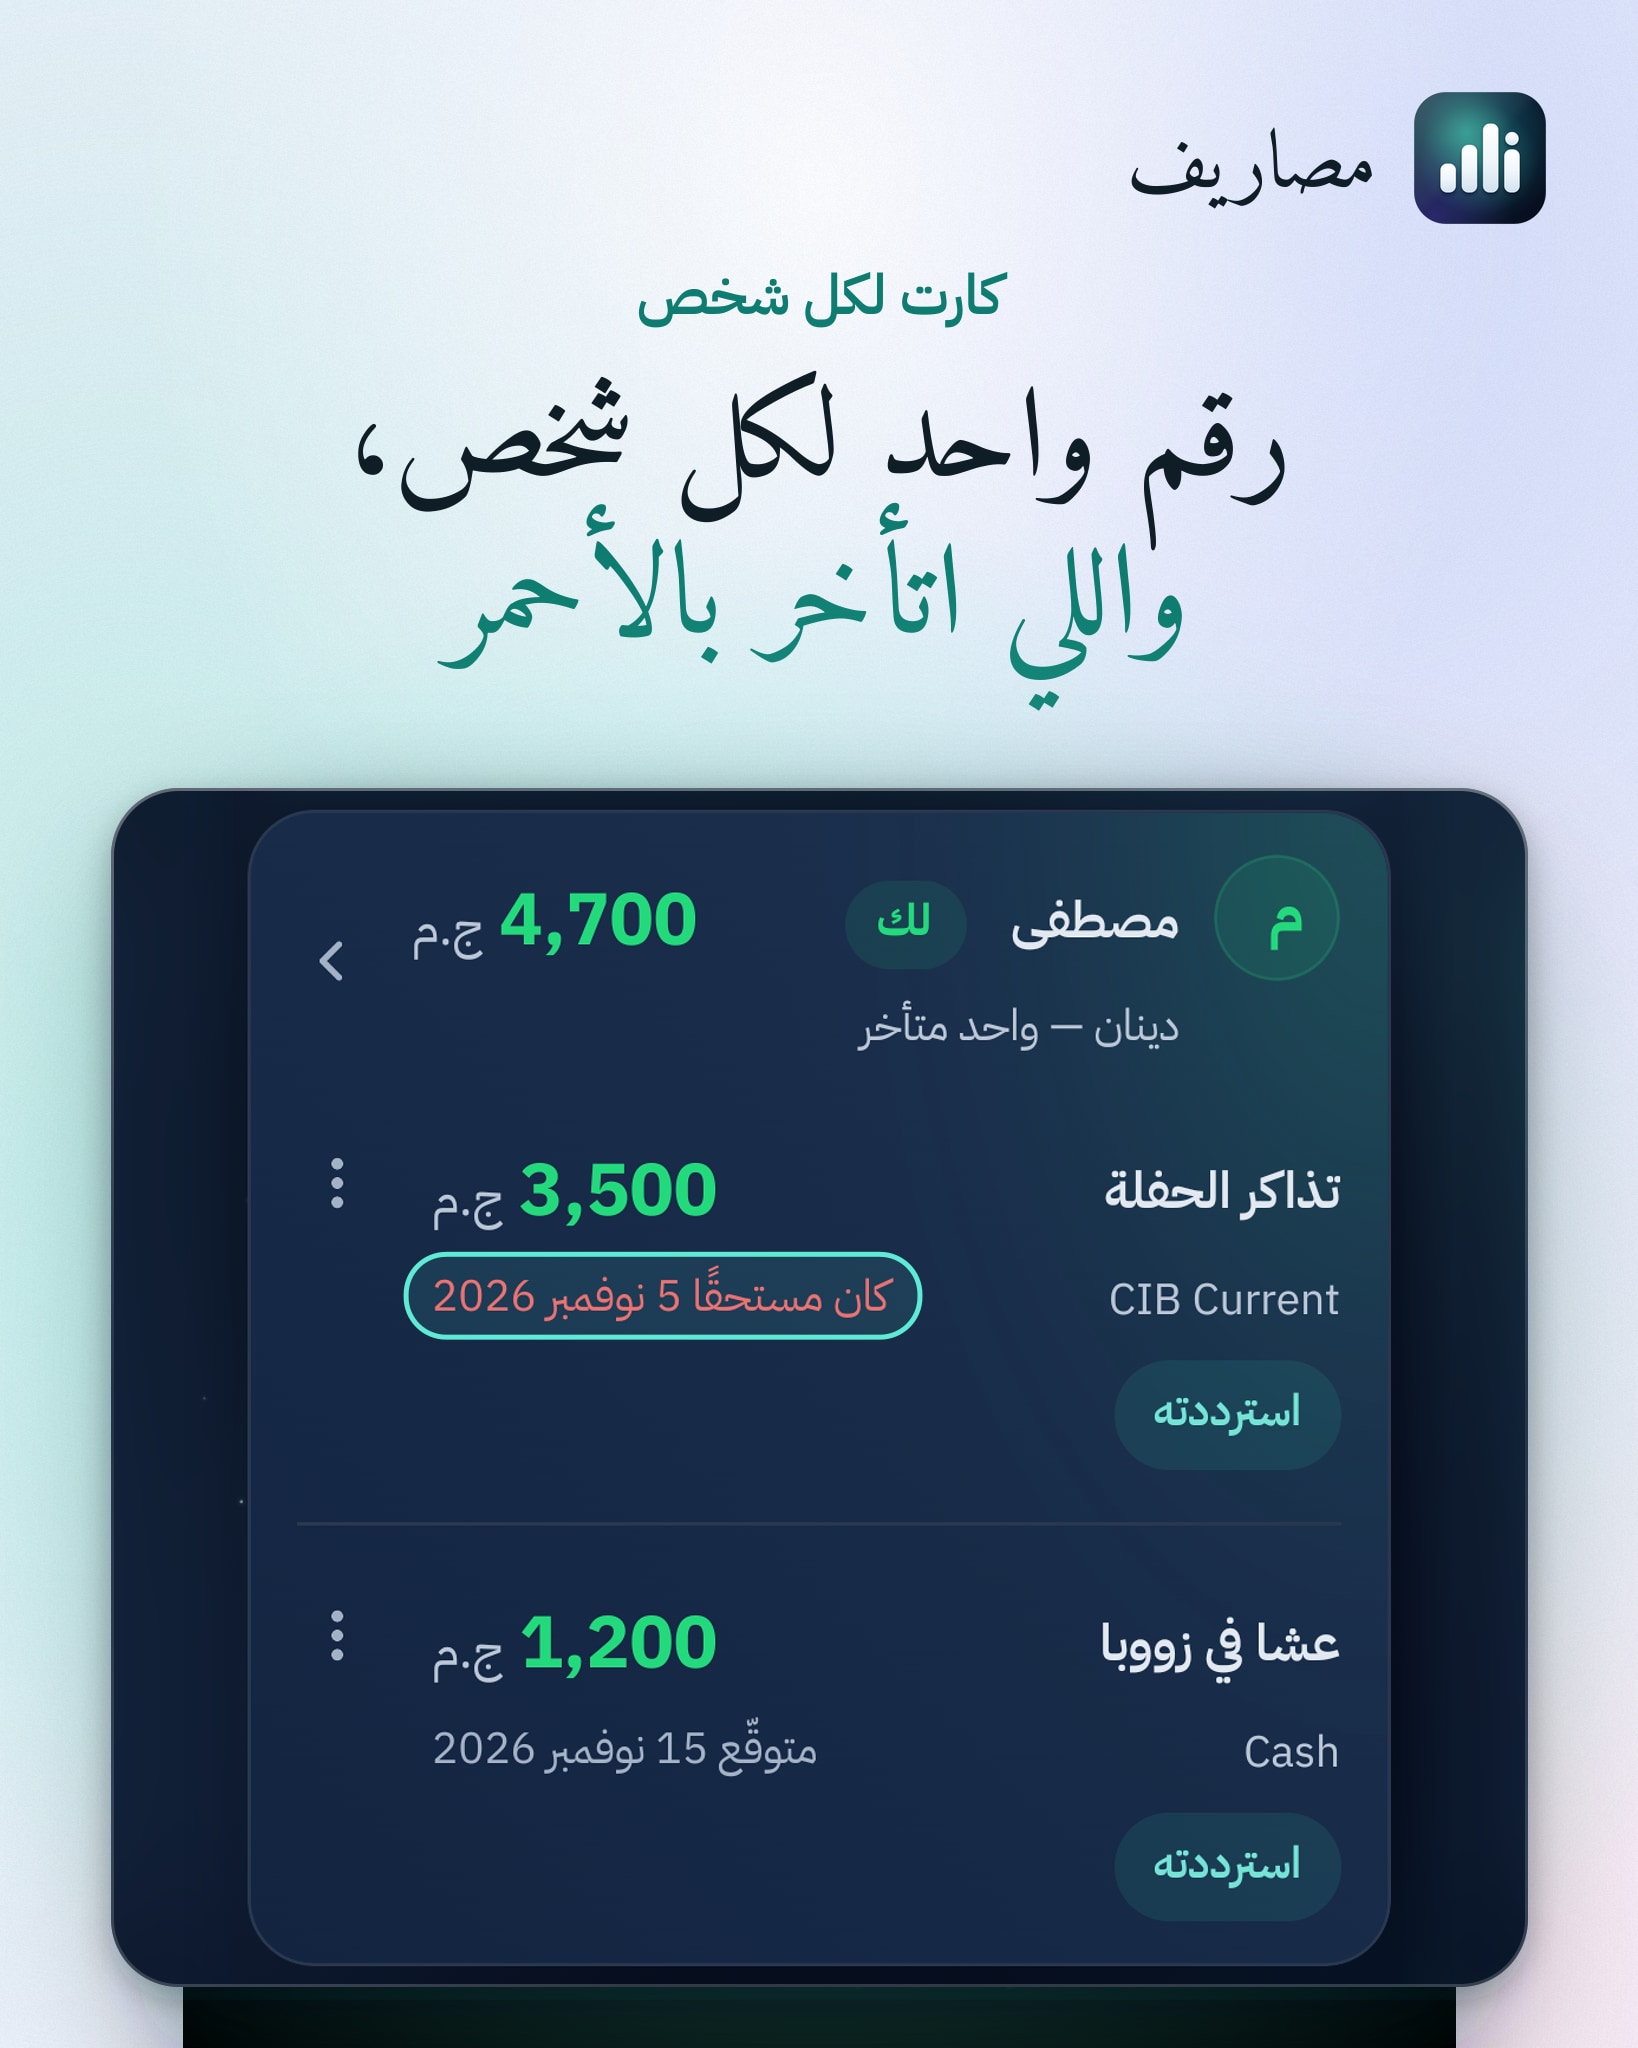 مصاريف
كارت لكل شخص
رقم واحد لكل شخص،
واللي اتأخر بالأحمر
م
مصطفى لك 4,700 ج.م
دينان — واحد متأخر
تذاكر الحفلة 3,500 ج.م
CIB Current كان مستحقًا 5 نوفمبر 2026
استرددته
عشا في زووبا 1,200 ج.م
Cash متوقّع 15 نوفمبر 2026
استرددته